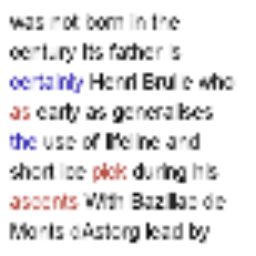 was not born in the
century its father is
certainly Henri Brulle who
as early as generalises
the use of lifeline and
short ice pick during his
ascents With Bazillac de
Monts dAstorg lead by